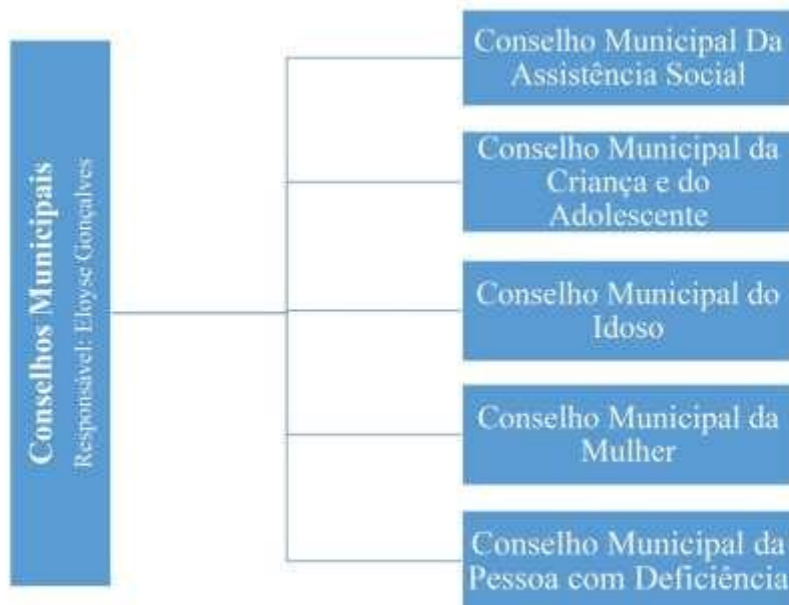 Conselhos Municipais
Responsável: Eloyse Gonçalves
Conselho Municipal Da
Assistência Social
Conselho Municipal da
Criança e do
Adolescente
Conselho Municipal do
Idoso
Conselho Municipal da
Mulher
Conselho Municipal da
Pessoa com Deficiência